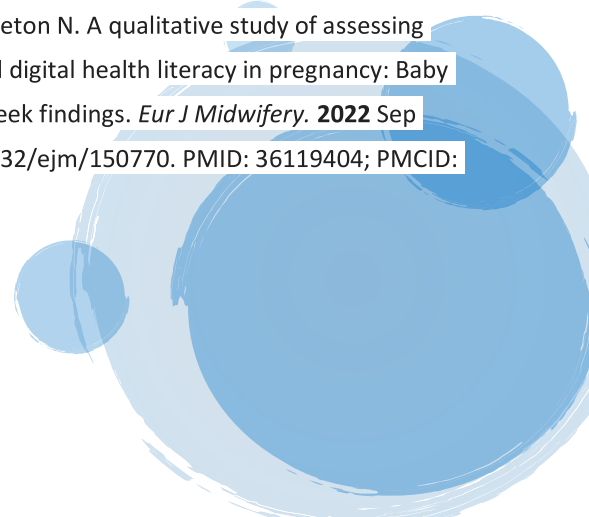 eton N. A qualitative study of assessing
digital health literacy in pregnancy: Baby
eek findings. Eur J Midwifery. 2022 Sep
32/ejm/150770. PMID: 36119404; PMCID: